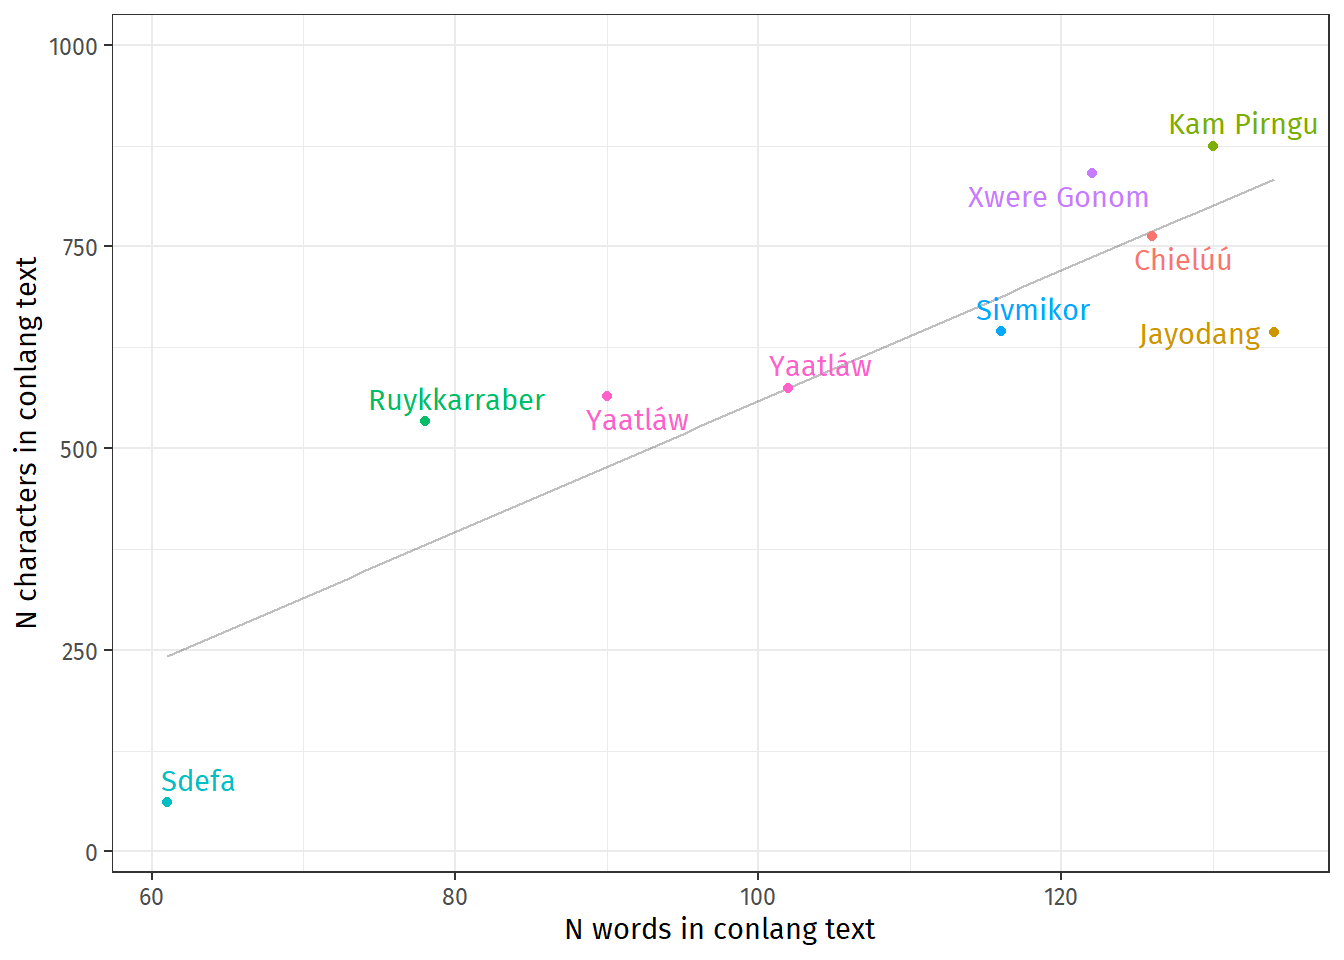 1000
750
500
250
0
N characters in conlang text
Kam Pirngu
Xwere Gonom
Chielúú
Sivmikor
Jayodang
Yaatláw
Ruykkarraber
Yaatláw
Sdefa
60
80
100
120
N words in conlang text